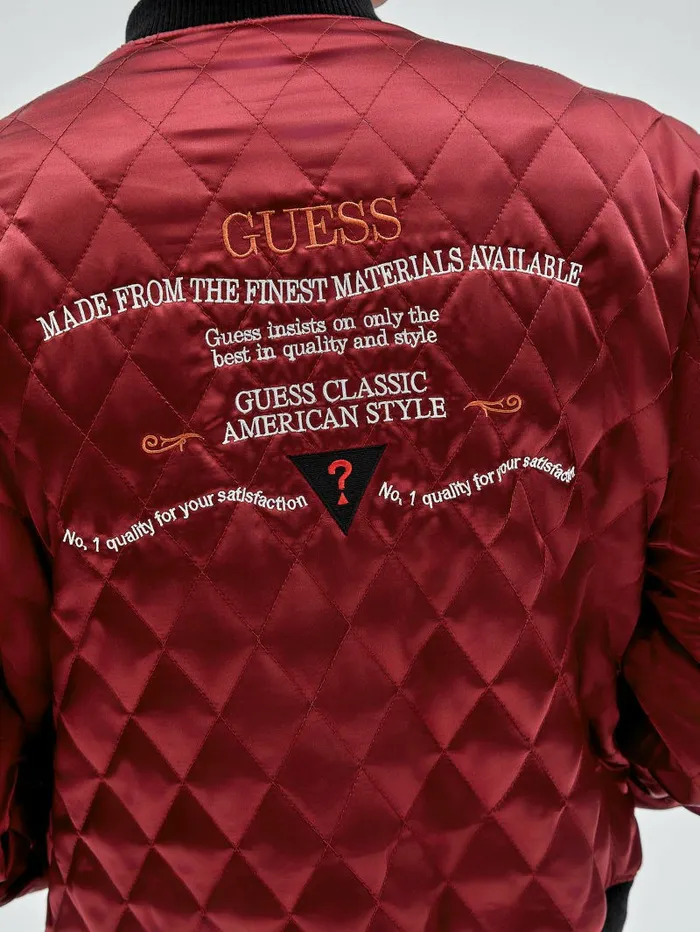 GUESS
MADE FROM THE FINEST MATERIALS AVAILABLE
Guess insists on only the
best in quality and style
GUESS CLASSIC
AMERICAN STYLE
?
No. 1 quality for your satisfaction
No. 1 quality for your satisfactio